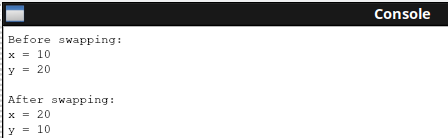 Console
Before swapping:
x = 10
y = 20

After swapping:
x = 20
y = 10